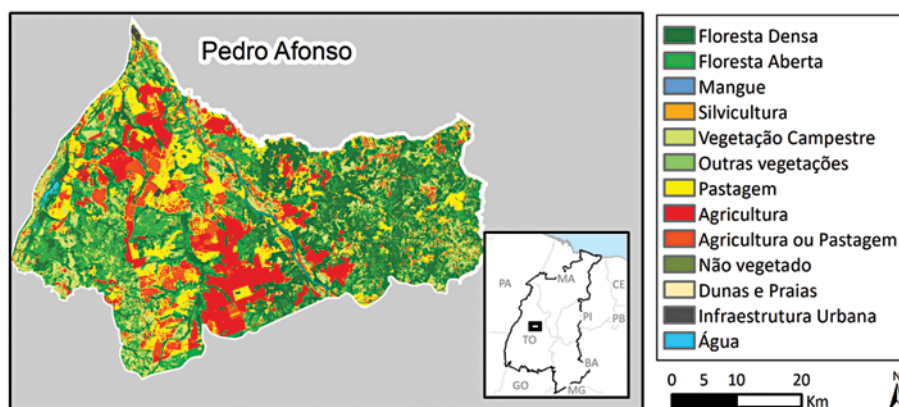 Pedro Afonso
Floresta Densa
Floresta Aberta
Mangue
Silvicultura
Vegetação Campestre
Outras vegetações
Pastagem
Agricultura
Agricultura ou Pastagem
Não vegetado
Dunas e Praias
Infraestrutura Urbana
Água
PA
MA
CE
PI
PB
TO
BA
GO
MG
0 5 10 20
Km
N